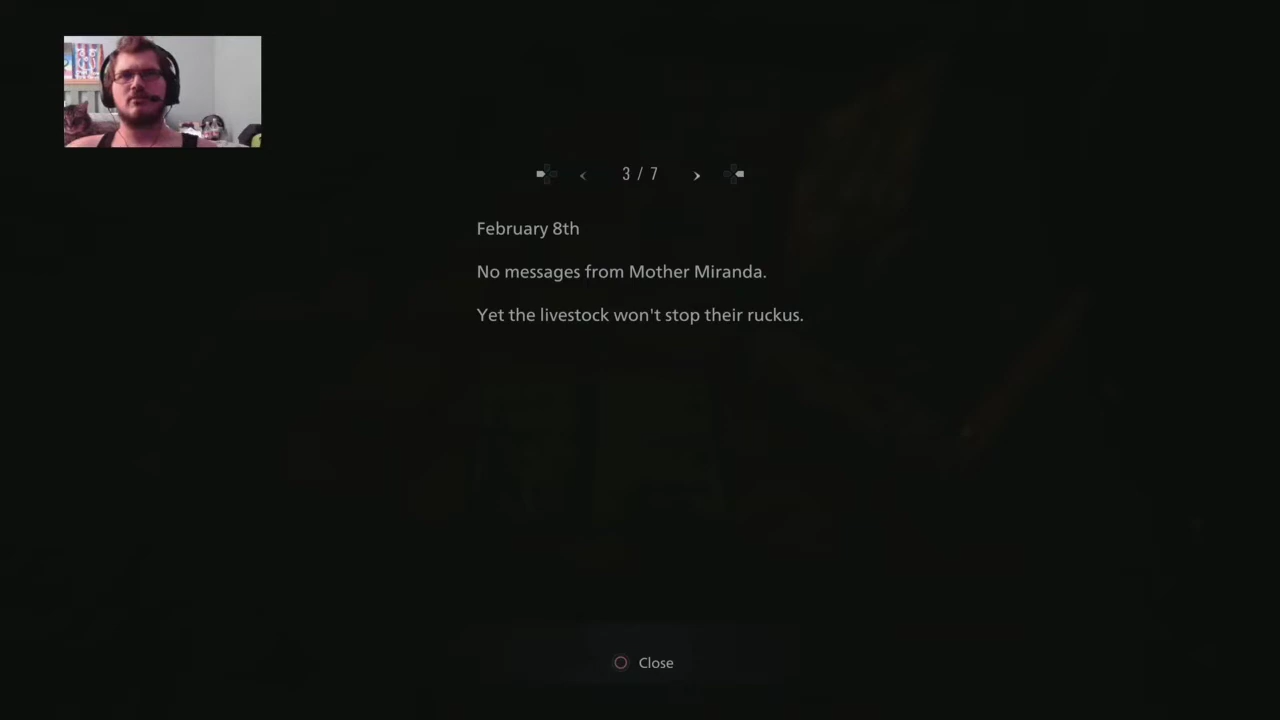 3 / 7
February 8th
No messages from Mother Miranda.
Yet the livestock won't stop their ruckus.
Close